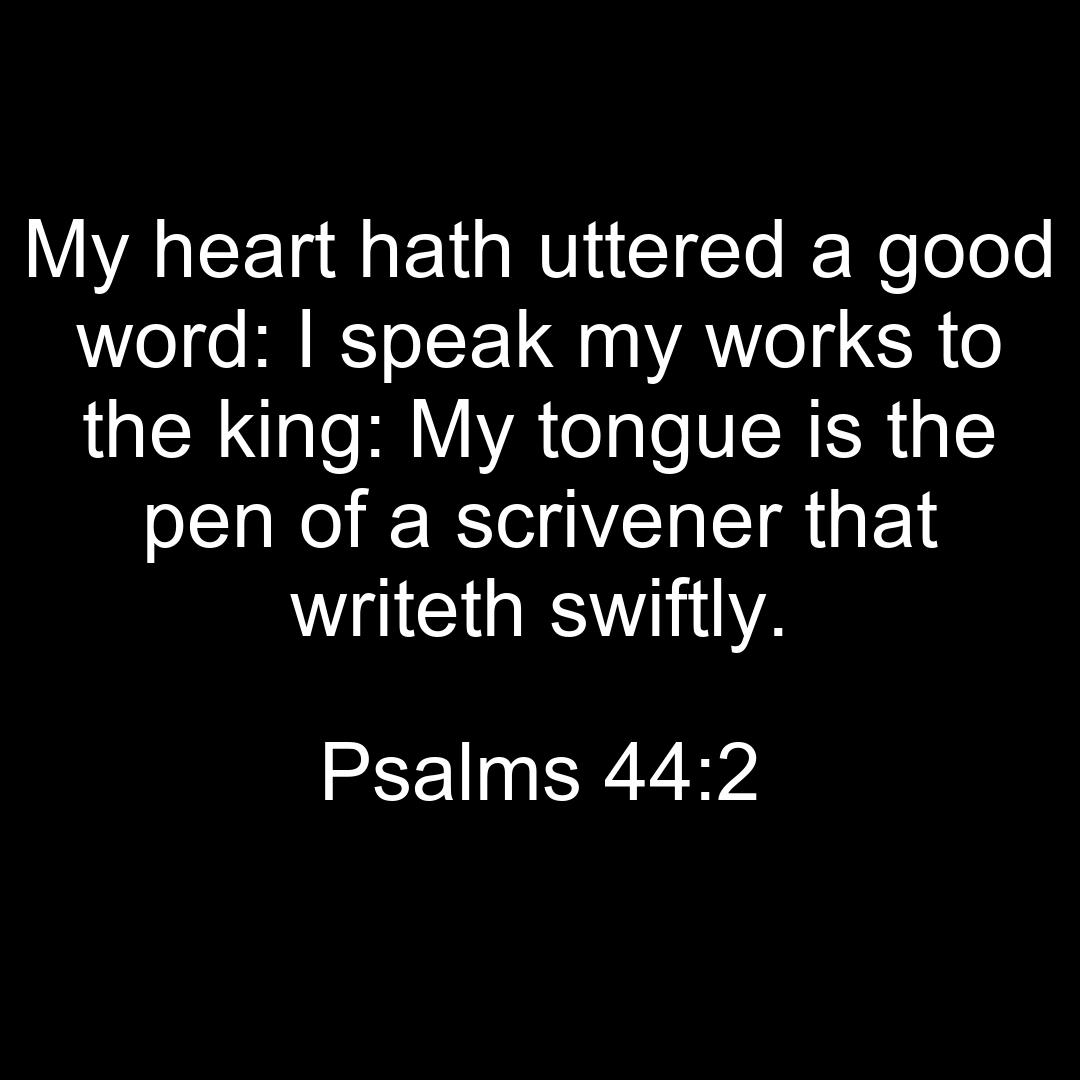 My heart hath uttered a good
word: I speak my works to
the king: My tongue is the
pen of a scrivener that
writeth swiftly.
Psalms 44:2